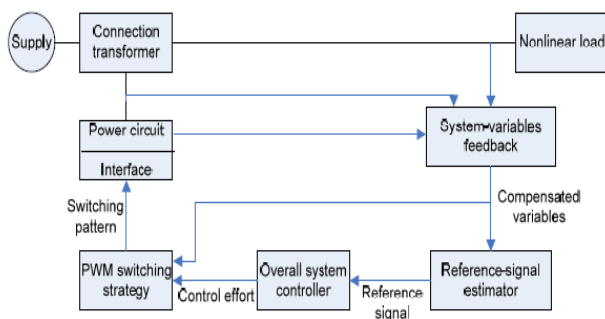 Supply
Connection
transformer
Nonlinear load
Power circuit
Interface
System-variables
feedback
Switching
pattern
Compensated
variables
PWM switching
strategy
Control effort
Overall system
controller
Reference
signal
Reference-signal
estimator